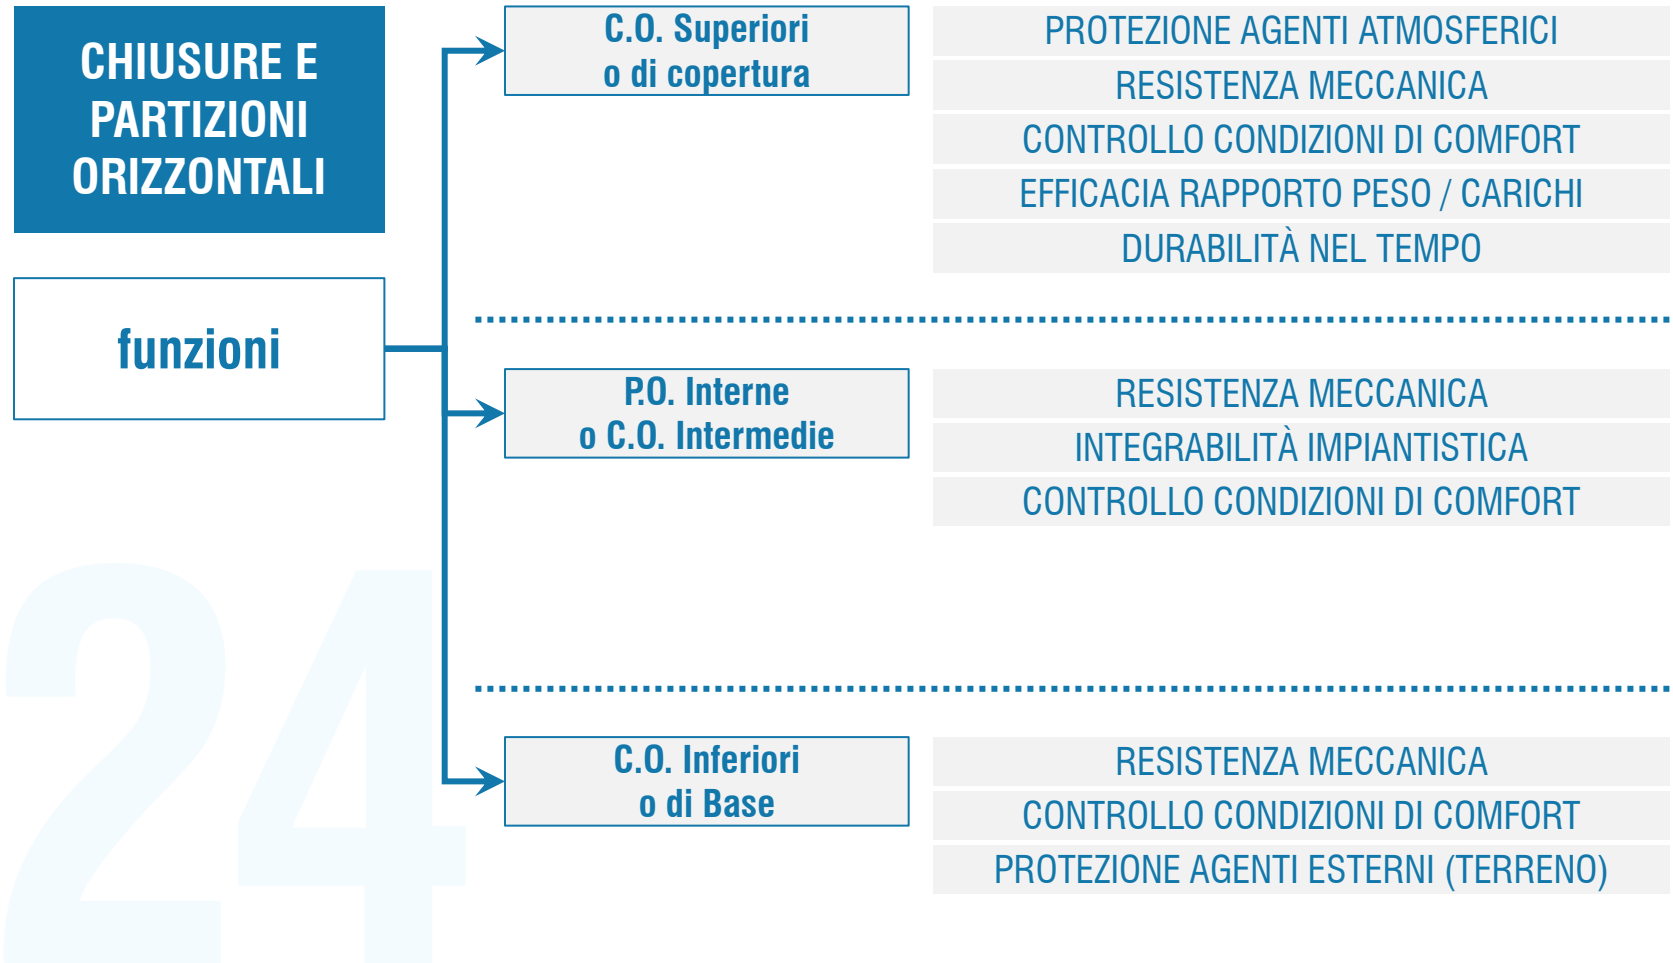 CHIUSURE E
PARTIZIONI
ORIZZONTALI
funzioni
C.O. Superiori
o di copertura
PROTEZIONE AGENTI ATMOSFERICI
RESISTENZA MECCANICA
CONTROLLO CONDIZIONI DI COMFORT
EFFICACIA RAPPORTO PESO / CARICHI
DURABILITÀ NEL TEMPO
P.O. Interne
o C.O. Intermedie
RESISTENZA MECCANICA
INTEGRABILITÀ IMPIANTISTICA
CONTROLLO CONDIZIONI DI COMFORT
C.O. Inferiori
o di Base
RESISTENZA MECCANICA
CONTROLLO CONDIZIONI DI COMFORT
PROTEZIONE AGENTI ESTERNI (TERRENO)
24